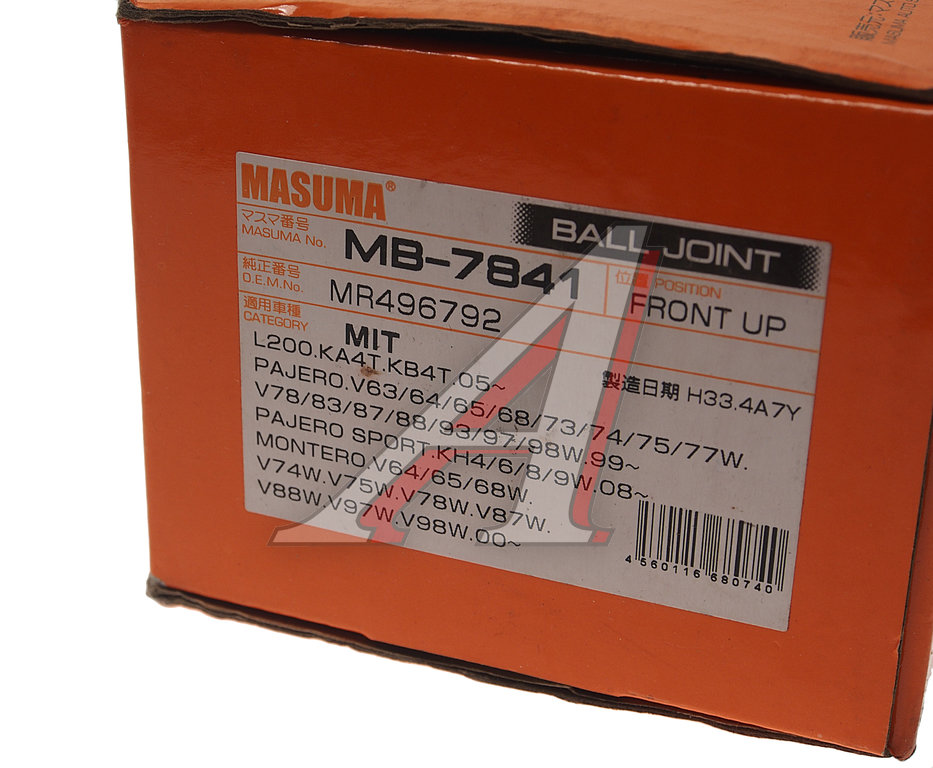 MASUMA®
BALL JOINT
マスマ番号
MASUMA No.
MB-7841
位置 POSITION
FRONT UP
純正番号
O.E.M.No.
MR496792
適用車種
CATEGORY
MIT
製造日期 H33.4A7Y
L200.KA4T.KB4T.05~
PAJERO.V63/64/65/68/73/74/75/77W.
V78/83/87/88/93/97/98W.99~
PAJERO SPORT.KH4/6/8/9W.08~
MONTERO.V64/65/68W.
V74W.V75W.V78W.V87W.
V88W.V97W.V98W.00~
4 560116 680740